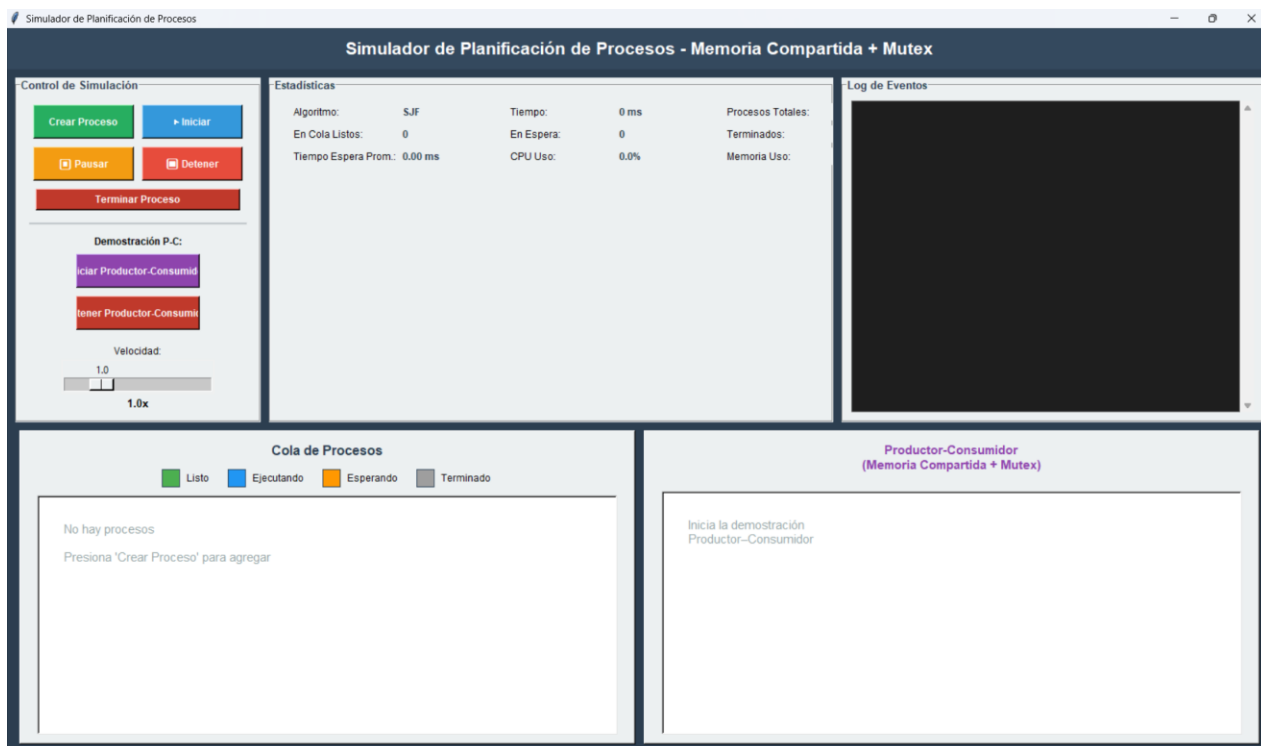 Simulador de Planificación de Procesos
Simulador de Planificación de Procesos - Memoria Compartida + Mutex
Control de Simulación
Crear Proceso
Iniciar
Pausar
Detener
Terminar Proceso
Demostración P-C:
iciar Productor-Consumid
tener Productor-Consumi
Velocidad:
1.0
1.0x
Estadísticas
Algoritmo: SJF Tiempo: 0 ms Procesos Totales:
En Cola Listos: 0 En Espera: 0 Terminados:
Tiempo Espera Prom.: 0.00 ms CPU Uso: 0.0% Memoria Uso:
Log de Eventos
Cola de Procesos
Listo Ejecutando Esperando Terminado
No hay procesos
Presiona 'Crear Proceso' para agregar
Productor-Consumidor
(Memoria Compartida + Mutex)
Inicia la demostración
Productor–Consumidor